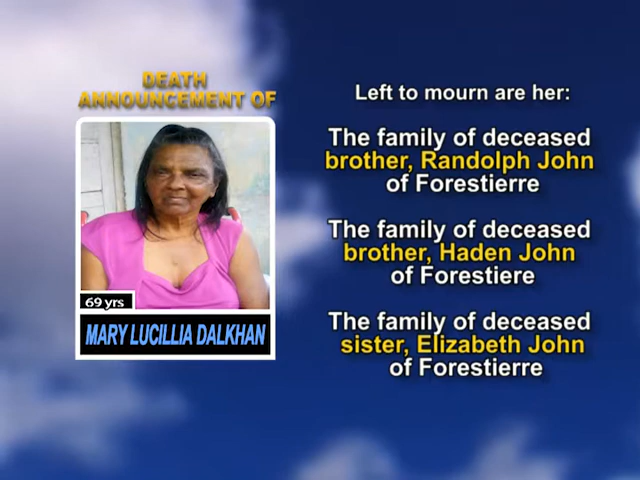 DEATH
ANNOUNCEMENT OF
69 yrs
MARY LUCILLIA DALKHAN
Left to mourn are her:
The family of deceased
brother, Randolph John
of Forestierre
The family of deceased
brother, Haden John
of Forestiere
The family of deceased
sister, Elizabeth John
of Forestierre